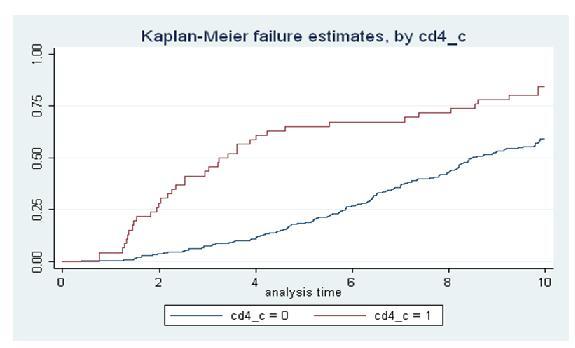 Kaplan-Meier failure estimates, by cd4_c
1.00
0.75
0.50
0.25
0.00
0 2 4 6 8 10
analysis time
cd4_c = 0 cd4_c = 1